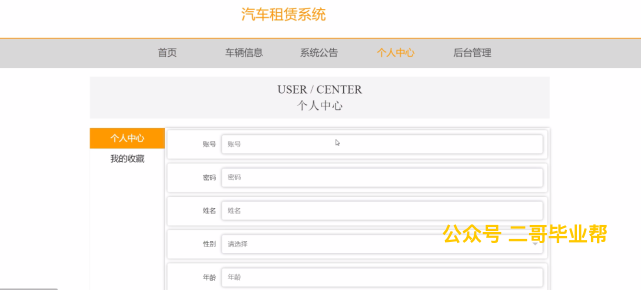 汽车租赁系统
首页 车辆信息 系统公告 个人中心 后台管理
USER / CENTER
个人中心
个人中心
我的收藏
账号 账号
密码 密码
姓名 姓名
性别 请选择
公众号 二哥毕业帮
年龄 年龄